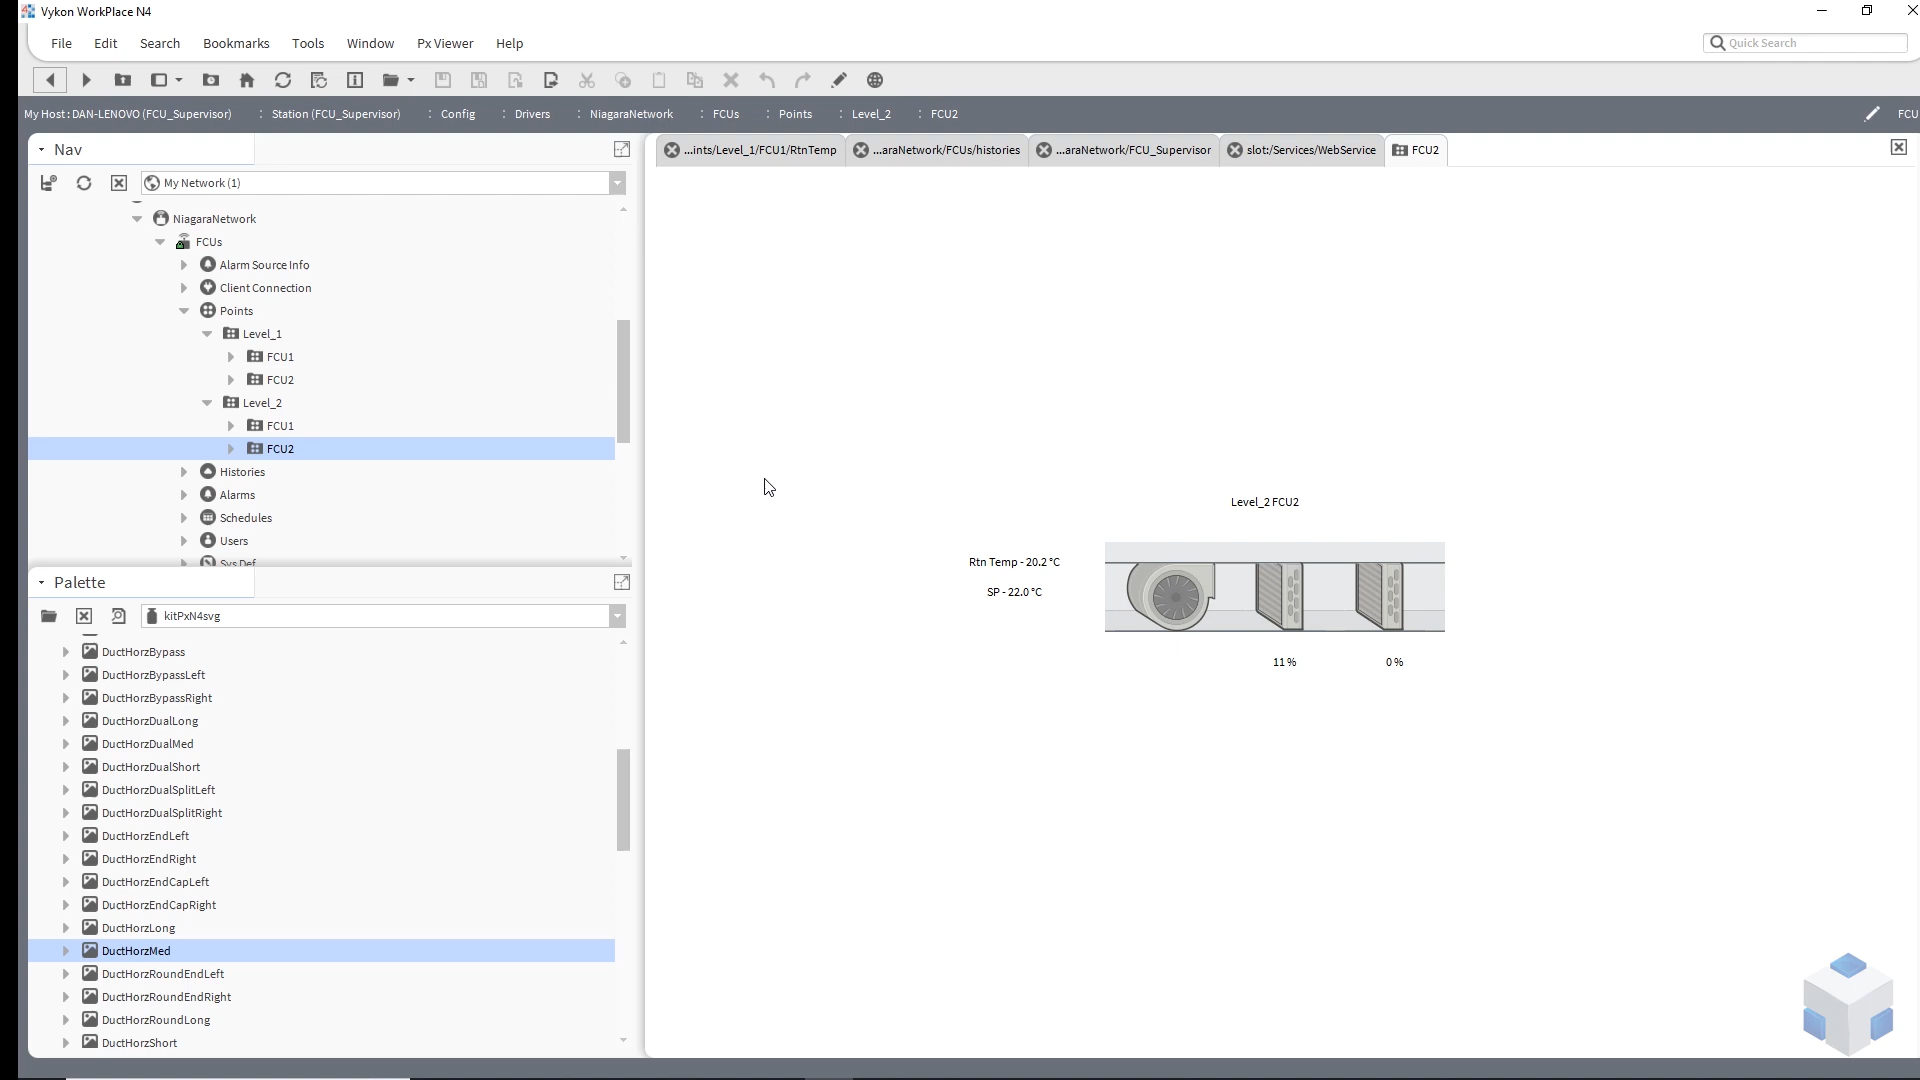 Vykon WorkPlace N4
File Edit Search Bookmarks Tools Window Px Viewer Help
Quick Search
My Host : DAN-LENOVO (FCU_Supervisor) : Station (FCU_Supervisor) : Config : Drivers : NiagaraNetwork : FCUs : Points : Level_2 : FCU2
FCU
Nav
My Network (1)
NiagaraNetwork
FCUs
Alarm Source Info
Client Connection
Points
Level_1
FCU1
FCU2
Level_2
FCU1
FCU2
Histories
Alarms
Schedules
Users
Sys Def
Palette
kitPxN4svg
DuctHorzBypass
DuctHorzBypassLeft
DuctHorzBypassRight
DuctHorzDualLong
DuctHorzDualMed
DuctHorzDualShort
DuctHorzDualSplitLeft
DuctHorzDualSplitRight
DuctHorzEndLeft
DuctHorzEndRight
DuctHorzEndCapLeft
DuctHorzEndCapRight
DuctHorzLong
DuctHorzMed
DuctHorzRoundEndLeft
DuctHorzRoundEndRight
DuctHorzRoundLong
DuctHorzShort
...ints/Level_1/FCU1/RtnTemp ...araNetwork/FCUs/histories ...araNetwork/FCU_Supervisor slot:/Services/WebService FCU2
Level_2 FCU2
Rtn Temp - 20.2 °C
SP - 22.0 °C
11 % 0 %